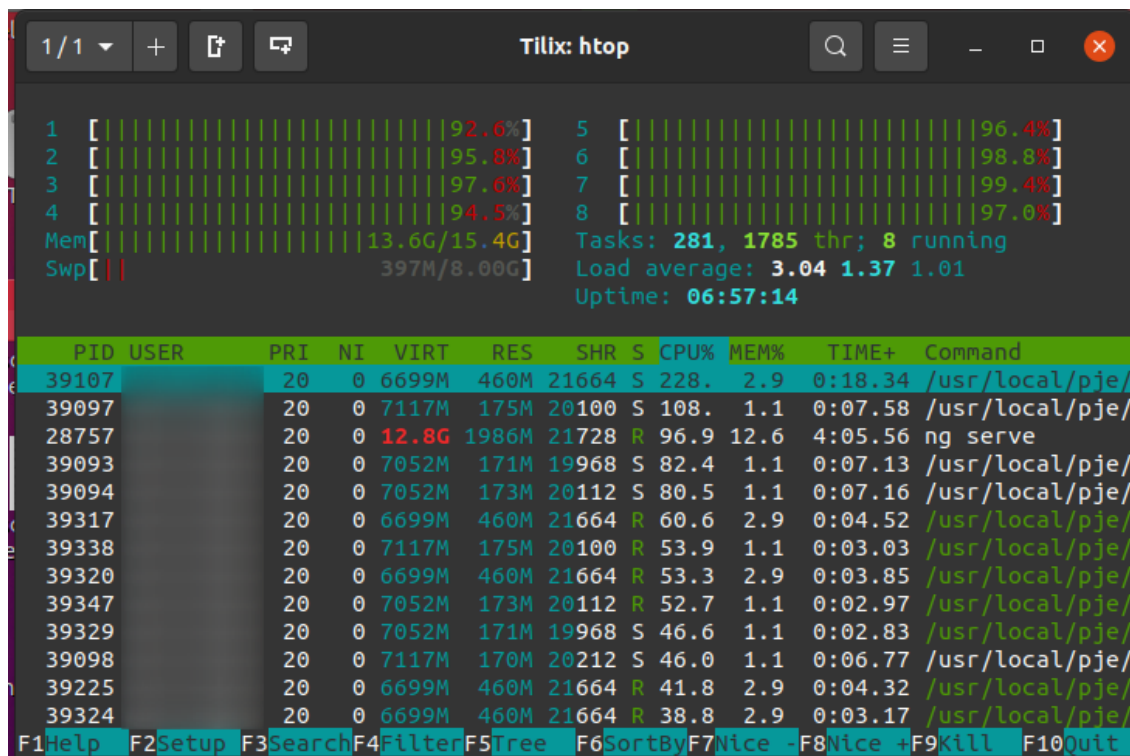 1 / 1 Tilix: htop
1 [||||||||||||||||||||||||92.6%] 5 [||||||||||||||||||||||||96.4%]
2 [||||||||||||||||||||||||95.8%] 6 [||||||||||||||||||||||||98.8%]
3 [||||||||||||||||||||||||97.6%] 7 [||||||||||||||||||||||||99.4%]
4 [||||||||||||||||||||||||94.5%] 8 [||||||||||||||||||||||||97.0%]
Mem[|||||||||||||||||||13.6G/15.4G] Tasks: 281, 1785 thr; 8 running
Swp[|| 397M/8.00G] Load average: 3.04 1.37 1.01
Uptime: 06:57:14
PID USER PRI NI VIRT RES SHR S CPU% MEM% TIME+ Command
39107 20 0 6699M 460M 21664 S 228. 2.9 0:18.34 /usr/local/pje/
39097 20 0 7117M 175M 20100 S 108. 1.1 0:07.58 /usr/local/pje/
28757 20 0 12.8G 1986M 21728 R 96.9 12.6 4:05.56 ng serve
39093 20 0 7052M 171M 19968 S 82.4 1.1 0:07.13 /usr/local/pje/
39094 20 0 7052M 173M 20112 S 80.5 1.1 0:07.16 /usr/local/pje/
39317 20 0 6699M 460M 21664 R 60.6 2.9 0:04.52 /usr/local/pje/
39338 20 0 7117M 175M 20100 R 53.9 1.1 0:03.03 /usr/local/pje/
39320 20 0 6699M 460M 21664 R 53.3 2.9 0:03.85 /usr/local/pje/
39347 20 0 7052M 173M 20112 R 52.7 1.1 0:02.97 /usr/local/pje/
39329 20 0 7052M 171M 19968 S 46.6 1.1 0:02.83 /usr/local/pje/
39098 20 0 7117M 170M 20212 S 46.0 1.1 0:06.77 /usr/local/pje/
39225 20 0 6699M 460M 21664 R 41.8 2.9 0:04.32 /usr/local/pje/
39324 20 0 6699M 460M 21664 R 38.8 2.9 0:03.17 /usr/local/pje/
F1Help F2Setup F3SearchF4FilterF5Tree F6SortByF7Nice -F8Nice +F9Kill F10Quit